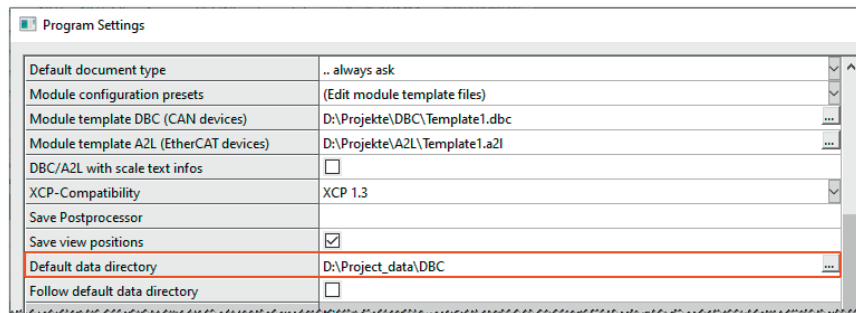 Program Settings
Default document type .. always ask
Module configuration presets (Edit module template files)
Module template DBC (CAN devices) D:\Projekte\DBC\Template1.dbc ...
Module template A2L (EtherCAT devices) D:\Projekte\A2L\Template1.a2l ...
DBC/A2L with scale text infos
XCP-Compatibility XCP 1.3
Save Postprocessor
Save view positions
Default data directory D:\Project_data\DBC ...
Follow default data directory